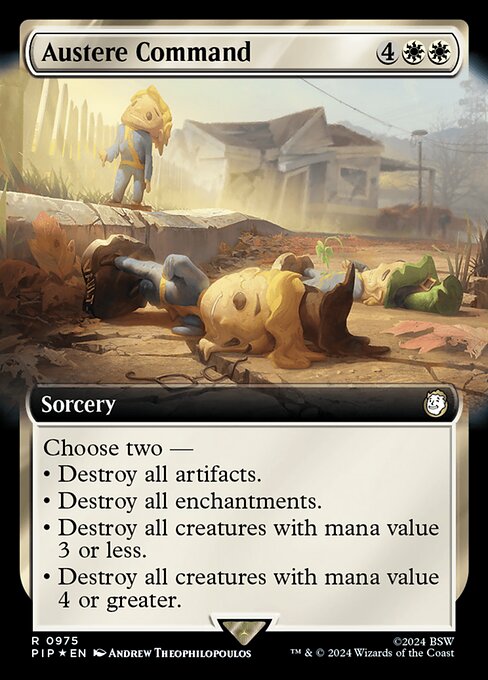 Austere Command 4
Sorcery
Choose two —
• Destroy all artifacts.
• Destroy all enchantments.
• Destroy all creatures with mana value
3 or less.
• Destroy all creatures with mana value
4 or greater.
R 0975
PIP★EN Andrew Theophilopoulos
©2024 BSW
™ & © 2024 Wizards of the Coast